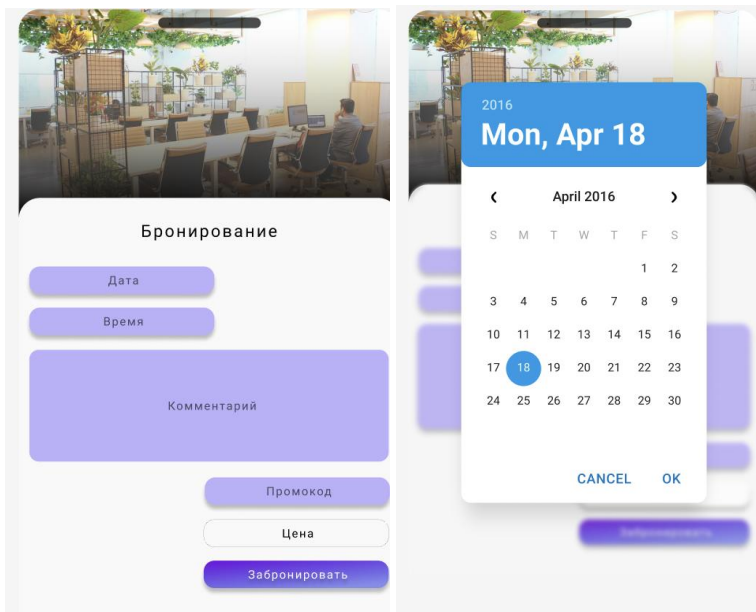 Бронирование
Дата
Время
Комментарий
Промокод
Цена
Забронировать
2016
Mon, Apr 18
April 2016
S M T W T F S
1 2
3 4 5 6 7 8 9
10 11 12 13 14 15 16
17 18 19 20 21 22 23
24 25 26 27 28 29 30
CANCEL OK
Забронировать